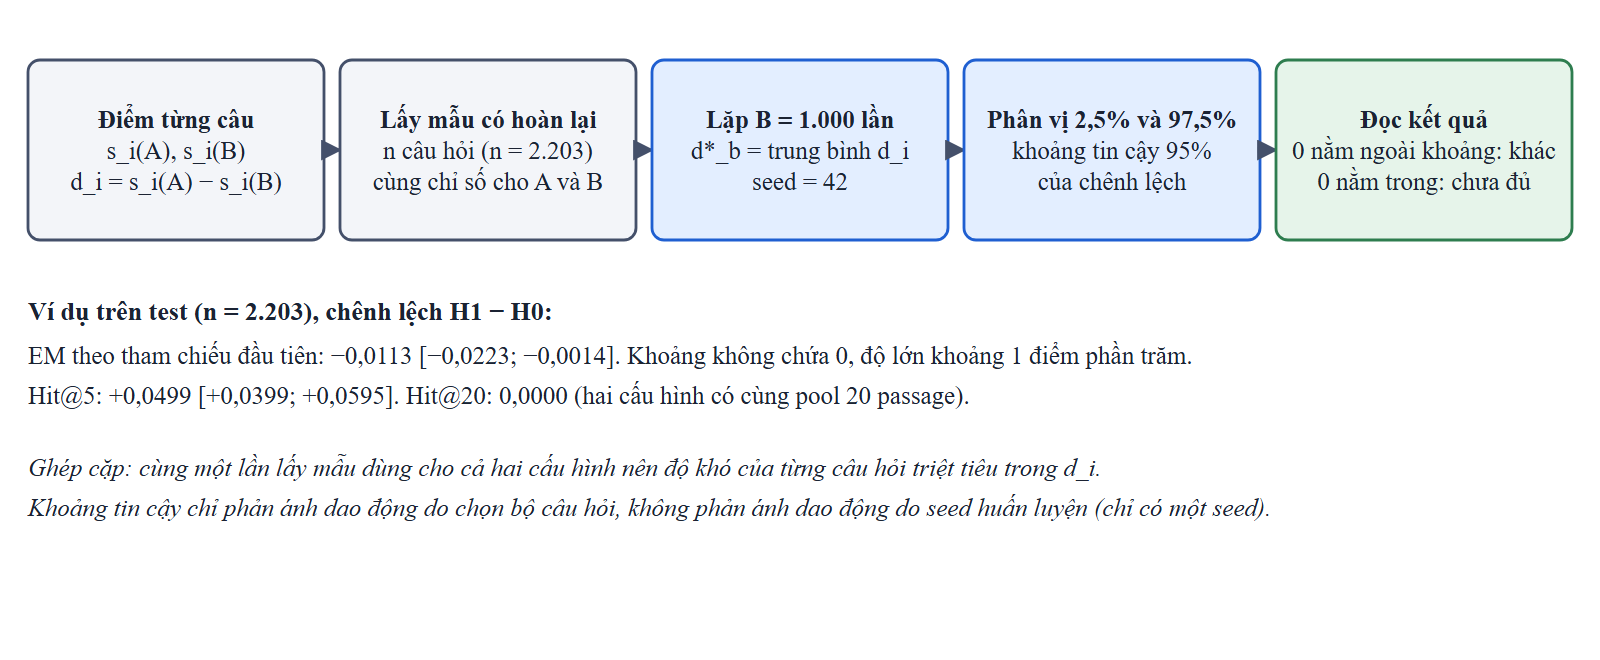 Điểm từng câu
s_i(A), s_i(B)
d_i = s_i(A) − s_i(B)
Lấy mẫu có hoàn lại
n câu hỏi (n = 2.203)
cùng chỉ số cho A và B
Lặp B = 1.000 lần
d*_b = trung bình d_i
seed = 42
Phân vị 2,5% và 97,5%
khoảng tin cậy 95%
của chênh lệch
Đọc kết quả
0 nằm ngoài khoảng: khác
0 nằm trong: chưa đủ
Ví dụ trên test (n = 2.203), chênh lệch H1 − H0:
EM theo tham chiếu đầu tiên: −0,0113 [−0,0223; −0,0014]. Khoảng không chứa 0, độ lớn khoảng 1 điểm phần trăm.
Hit@5: +0,0499 [+0,0399; +0,0595]. Hit@20: 0,0000 (hai cấu hình có cùng pool 20 passage).
Ghép cặp: cùng một lần lấy mẫu dùng cho cả hai cấu hình nên độ khó của từng câu hỏi triệt tiêu trong d_i.
Khoảng tin cậy chỉ phản ánh dao động do chọn bộ câu hỏi, không phản ánh dao động do seed huấn luyện (chỉ có một seed).